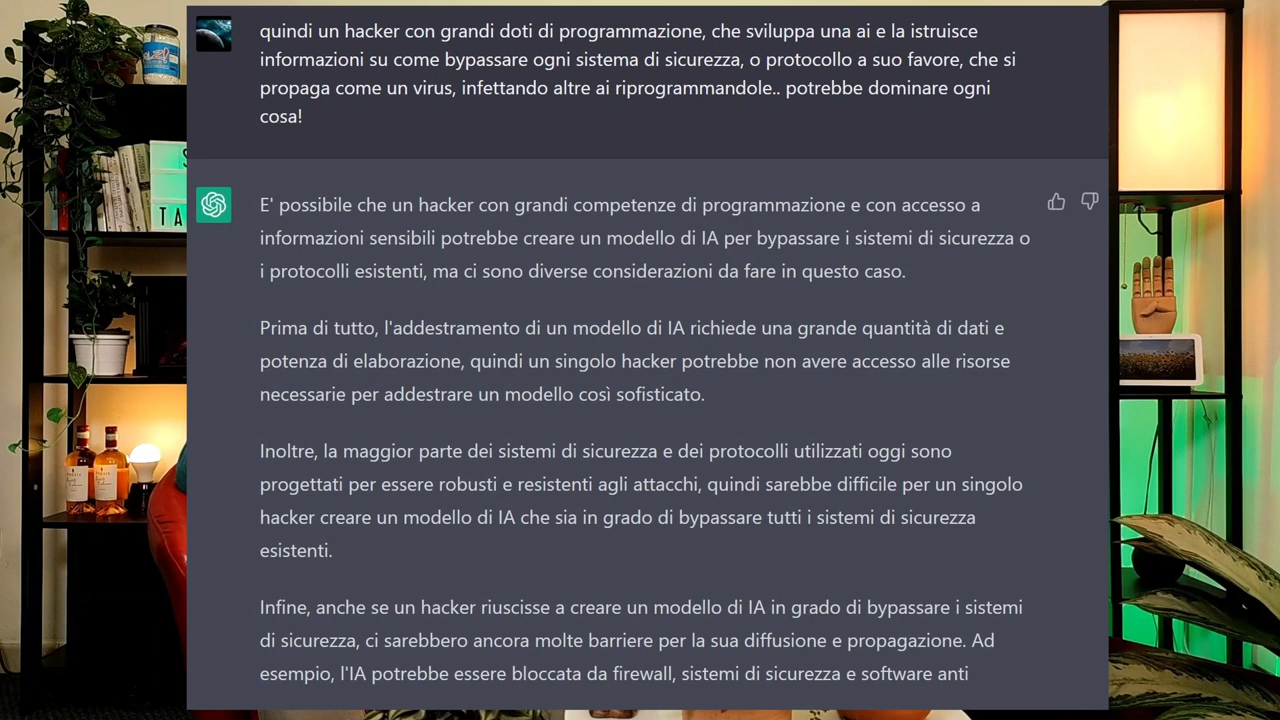 quindi un hacker con grandi doti di programmazione, che sviluppa una ai e la istruisce
informazioni su come bypassare ogni sistema di sicurezza, o protocollo a suo favore, che si
propaga come un virus, infettando altre ai riprogrammandole.. potrebbe dominare ogni
cosa!
E' possibile che un hacker con grandi competenze di programmazione e con accesso a
informazioni sensibili potrebbe creare un modello di IA per bypassare i sistemi di sicurezza o
i protocolli esistenti, ma ci sono diverse considerazioni da fare in questo caso.
Prima di tutto, l'addestramento di un modello di IA richiede una grande quantità di dati e
potenza di elaborazione, quindi un singolo hacker potrebbe non avere accesso alle risorse
necessarie per addestrare un modello così sofisticato.
Inoltre, la maggior parte dei sistemi di sicurezza e dei protocolli utilizzati oggi sono
progettati per essere robusti e resistenti agli attacchi, quindi sarebbe difficile per un singolo
hacker creare un modello di IA che sia in grado di bypassare tutti i sistemi di sicurezza
esistenti.
Infine, anche se un hacker riuscisse a creare un modello di IA in grado di bypassare i sistemi
di sicurezza, ci sarebbero ancora molte barriere per la sua diffusione e propagazione. Ad
esempio, l'IA potrebbe essere bloccata da firewall, sistemi di sicurezza e software anti